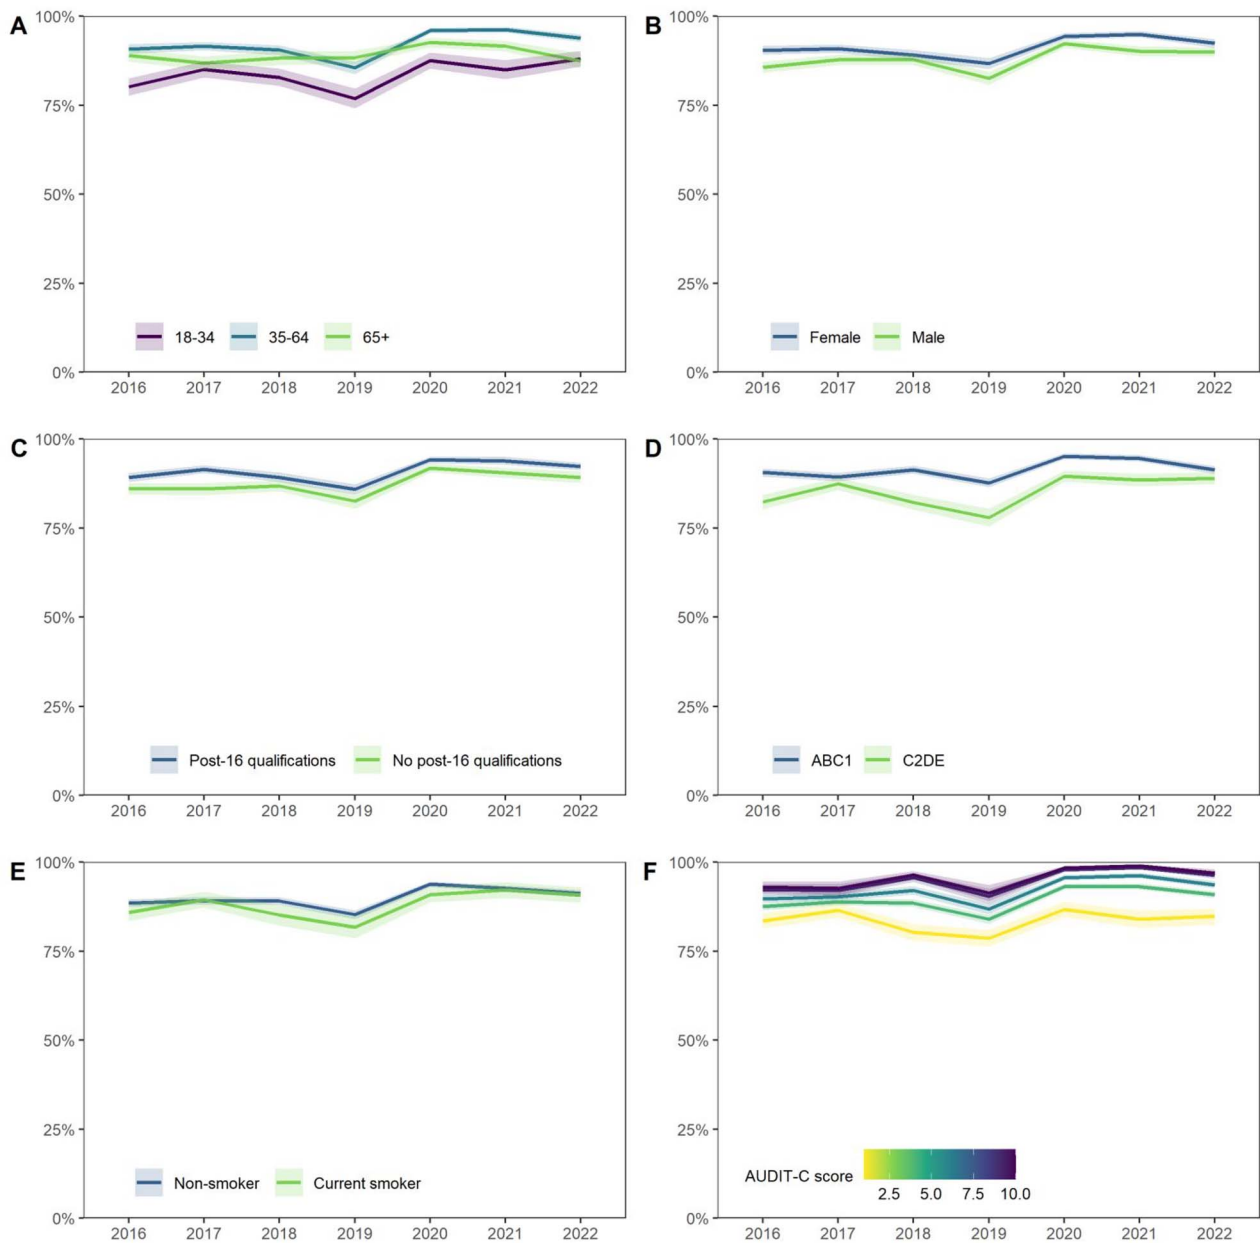 A
100%
75%
50%
25%
0%
18-34 35-64 65+
2016 2017 2018 2019 2020 2021 2022
B
100%
75%
50%
25%
0%
Female Male
2016 2017 2018 2019 2020 2021 2022
C
100%
75%
50%
25%
0%
Post-16 qualifications No post-16 qualifications
2016 2017 2018 2019 2020 2021 2022
D
100%
75%
50%
25%
0%
ABC1 C2DE
2016 2017 2018 2019 2020 2021 2022
E
100%
75%
50%
25%
0%
Non-smoker Current smoker
2016 2017 2018 2019 2020 2021 2022
F
100%
75%
50%
25%
0%
AUDIT-C score
2.5 5.0 7.5 10.0
2016 2017 2018 2019 2020 2021 2022